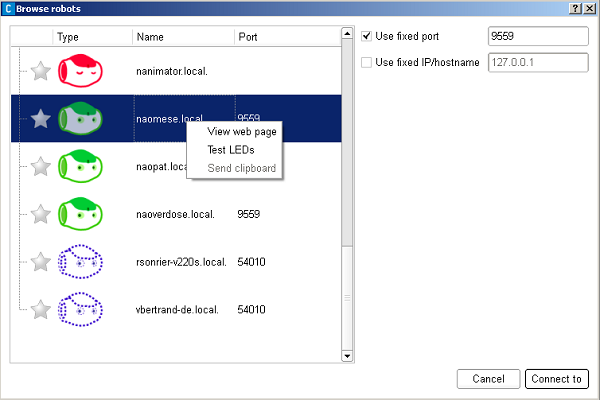 C Browse robots
Type Name Port
nanimator.local.
naomese.local. 9559
View web page
Test LEDs
Send clipboard
naopat.loca
naoverdose.local. 9559
rsonrier-v220s.local. 54010
vbertrand-de.local. 54010
Use fixed port 9559
Use fixed IP/hostname 127.0.0.1
Cancel Connect to